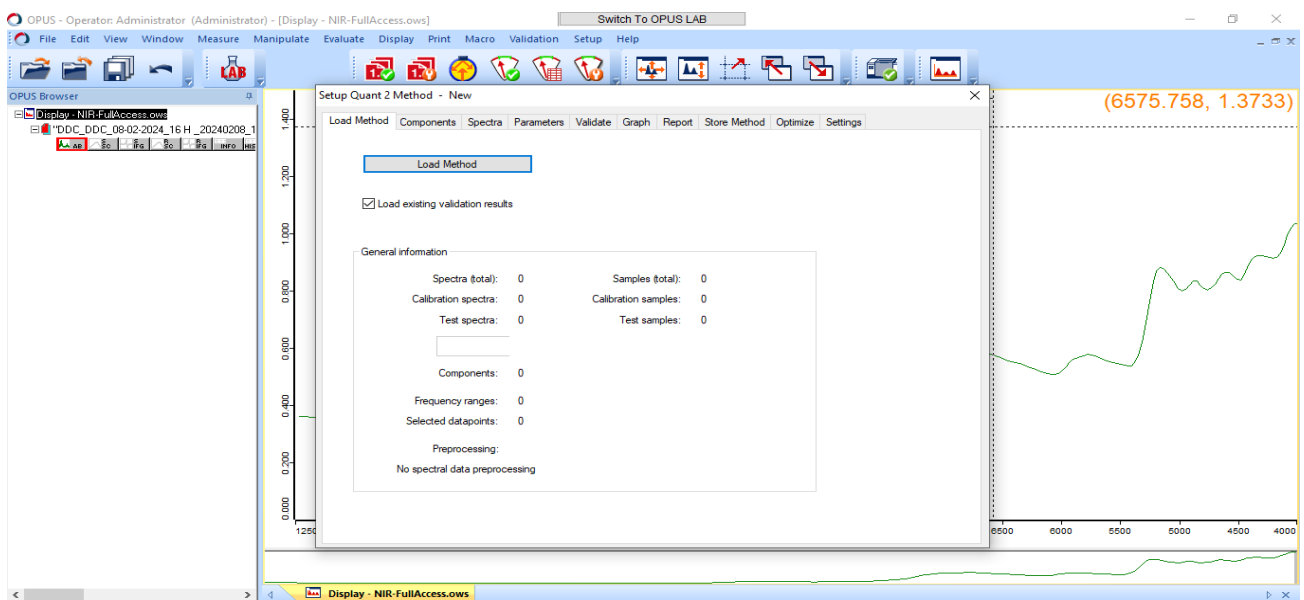 OPUS - Operator: Administrator (Administrator) - [Display - NIR-FullAccess.ows]
Switch To OPUS LAB
File Edit View Window Measure Manipulate Evaluate Display Print Macro Validation Setup Help
LAB
OPUS Browser
Display - NIR-FullAccess.ows
"DDC_DDC_08-02-2024_16 H _20240208_1
AB
INFO
HIS
Setup Quant 2 Method - New
Load Method Components Spectra Parameters Validate Graph Report Store Method Optimize Settings
Load Method
Load existing validation results
General information
Spectra (total): 0 Samples (total): 0
Calibration spectra: 0 Calibration samples: 0
Test spectra: 0 Test samples: 0
Components: 0
Frequency ranges: 0
Selected datapoints: 0
Preprocessing:
No spectral data preprocessing
(6575.758, 1.3733)
1.400
1.200
1.000
0.800
0.600
0.400
0.200
0.000
6500 6000 5500 5000 4500 4000
Display - NIR-FullAccess.ows